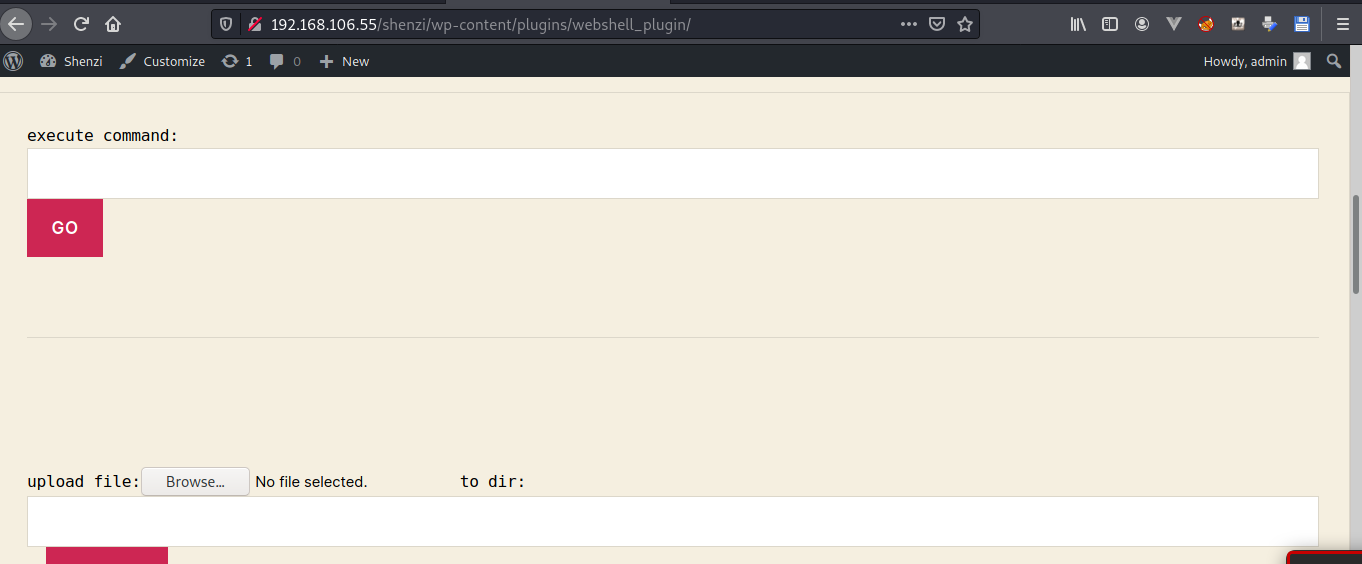 192.168.106.55/shenzi/wp-content/plugins/webshell_plugin/
Shenzi Customize 1 0 New Howdy, admin
execute command:
GO
upload file: Browse... No file selected. to dir: